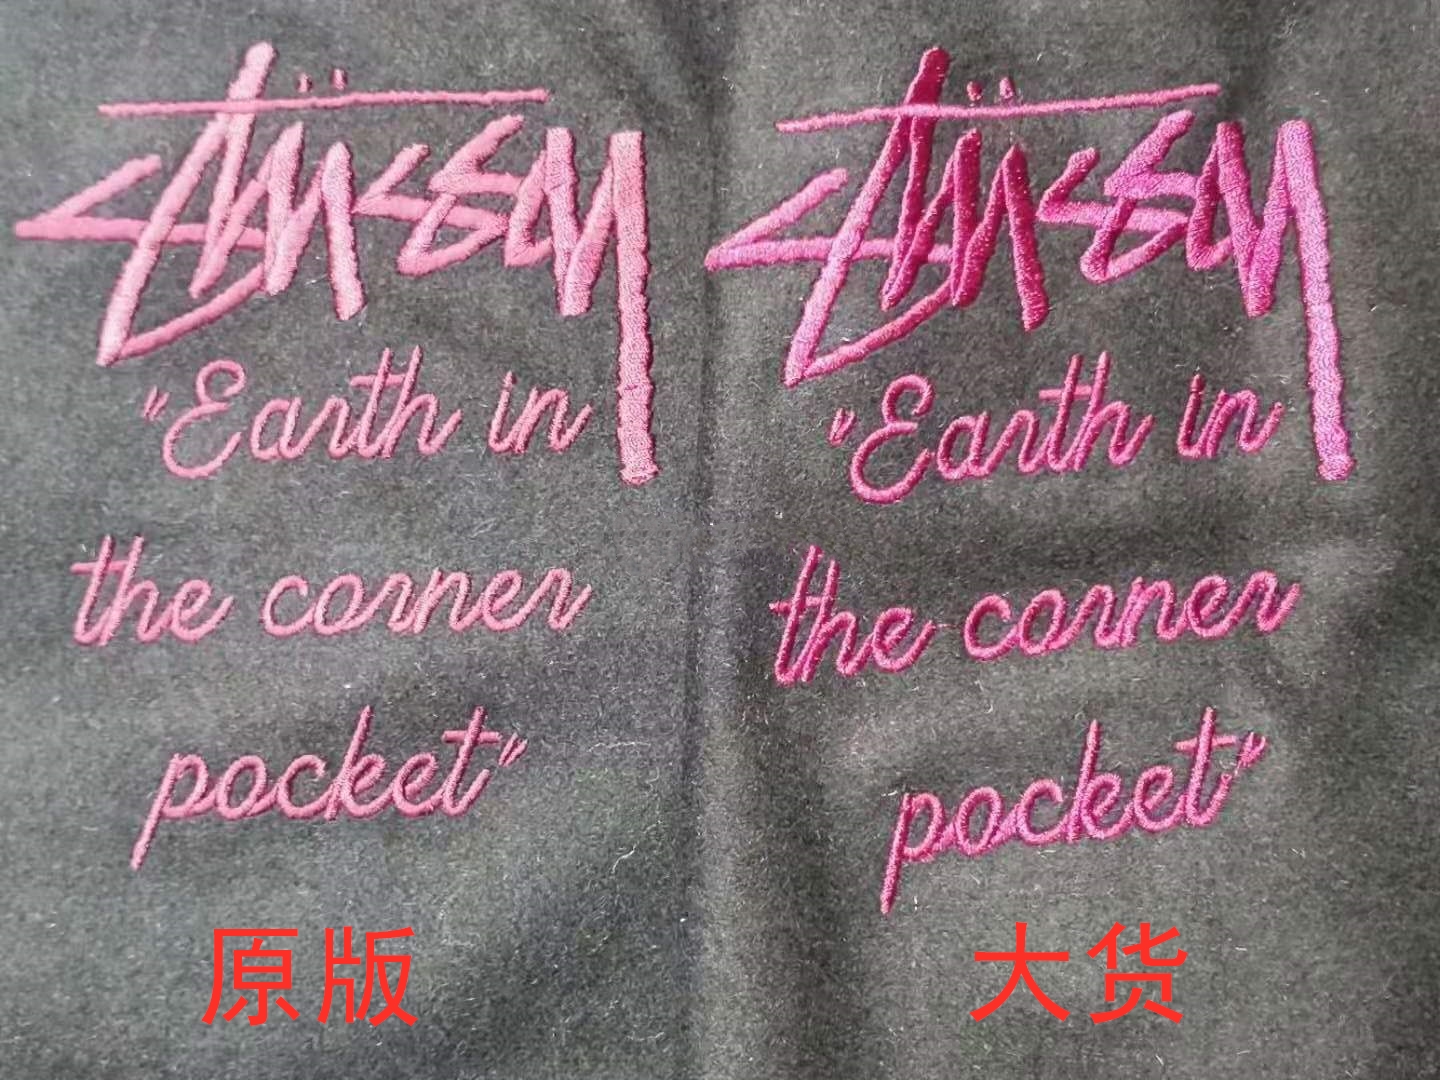 Stüssy
"Earth in
the corner
pocket"
原版
Stüssy
"Earth in
the corner
pocket"
大货